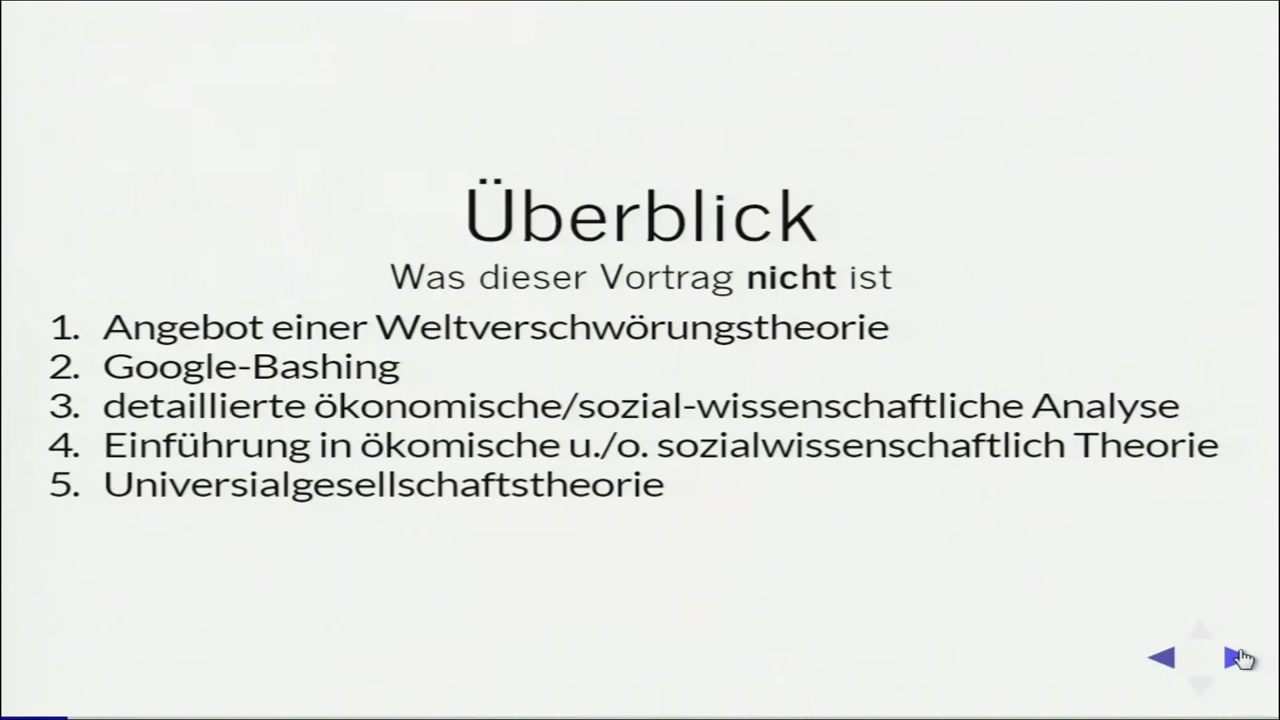 Überblick
Was dieser Vortrag nicht ist
1. Angebot einer Weltverschwörungstheorie
2. Google-Bashing
3. detaillierte ökonomische/sozial-wissenschaftliche Analyse
4. Einführung in ökomische u./o. sozialwissenschaftlich Theorie
5. Universialgesellschaftstheorie